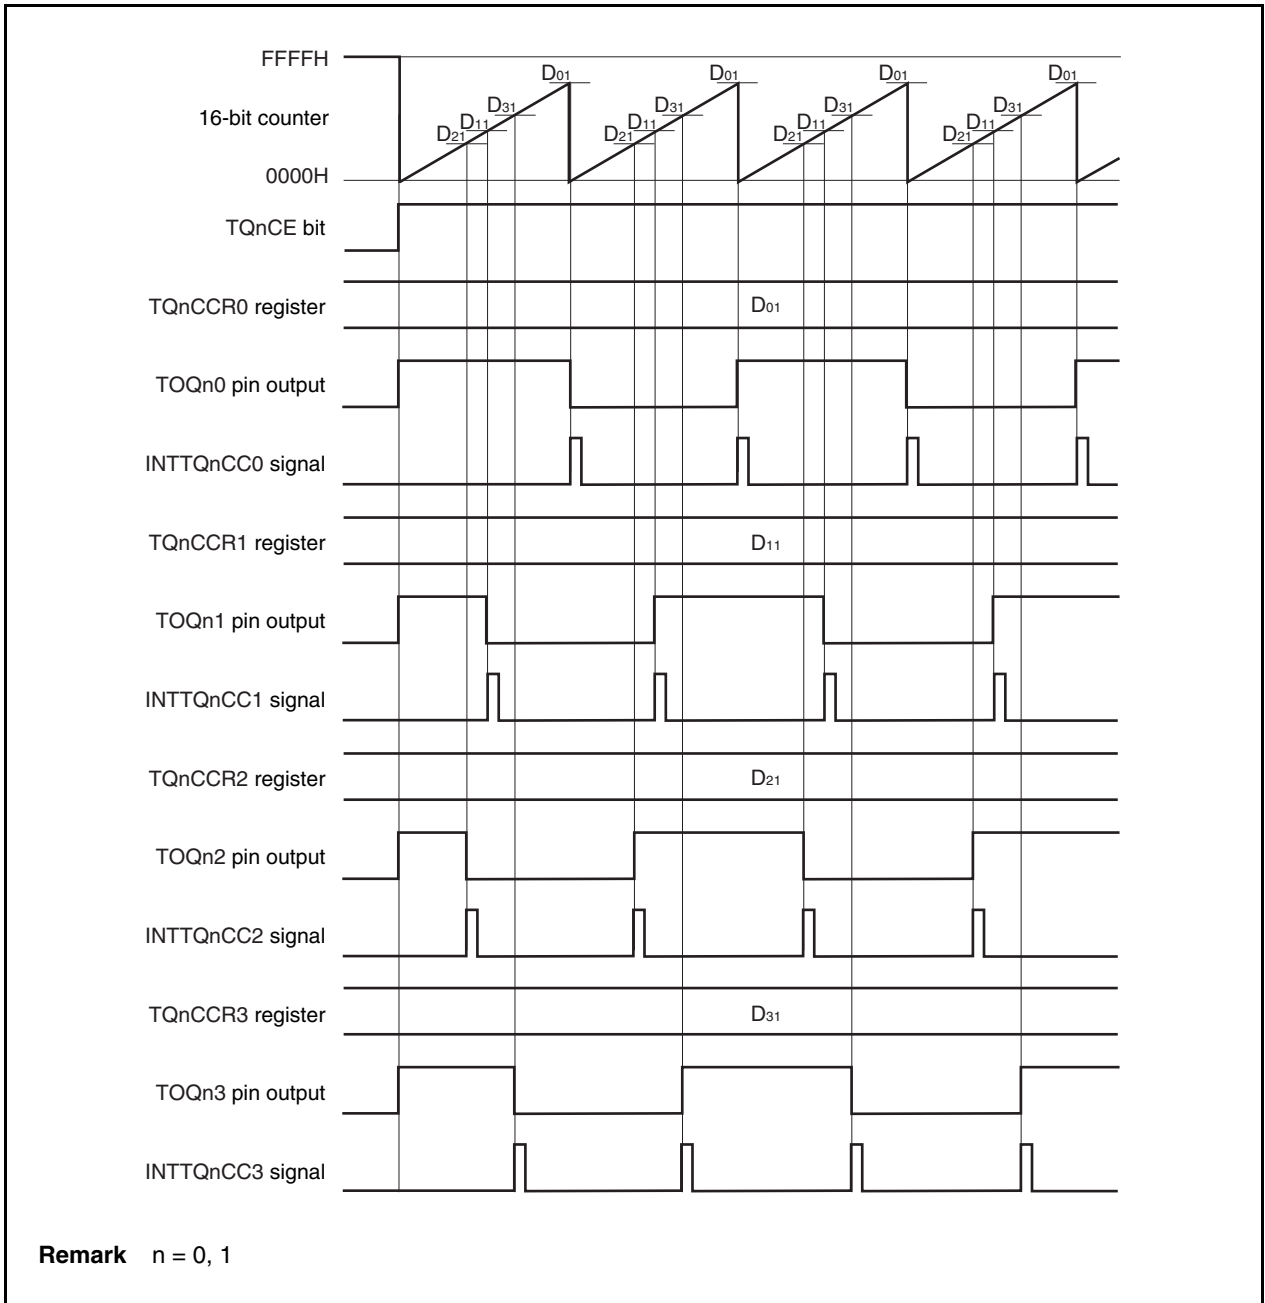 FFFFH
D01 D01 D01 D01
D31 D31 D31 D31
16-bit counter
D11 D11 D11 D11
D21 D21 D21 D21
0000H
TQnCE bit
TQnCCR0 register D01
TOQn0 pin output
INTTQnCC0 signal
TQnCCR1 register D11
TOQn1 pin output
INTTQnCC1 signal
TQnCCR2 register D21
TOQn2 pin output
INTTQnCC2 signal
TQnCCR3 register D31
TOQn3 pin output
INTTQnCC3 signal
Remark n = 0, 1